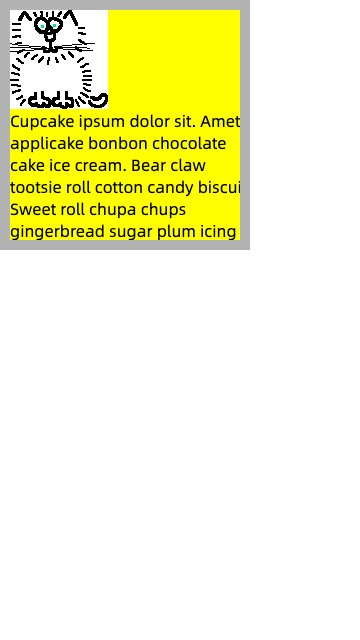 Cupcake ipsum dolor sit. Amet
applicake bonbon chocolate
cake ice cream. Bear claw
tootsie roll cotton candy biscui
Sweet roll chupa chups
gingerbread sugar plum icing